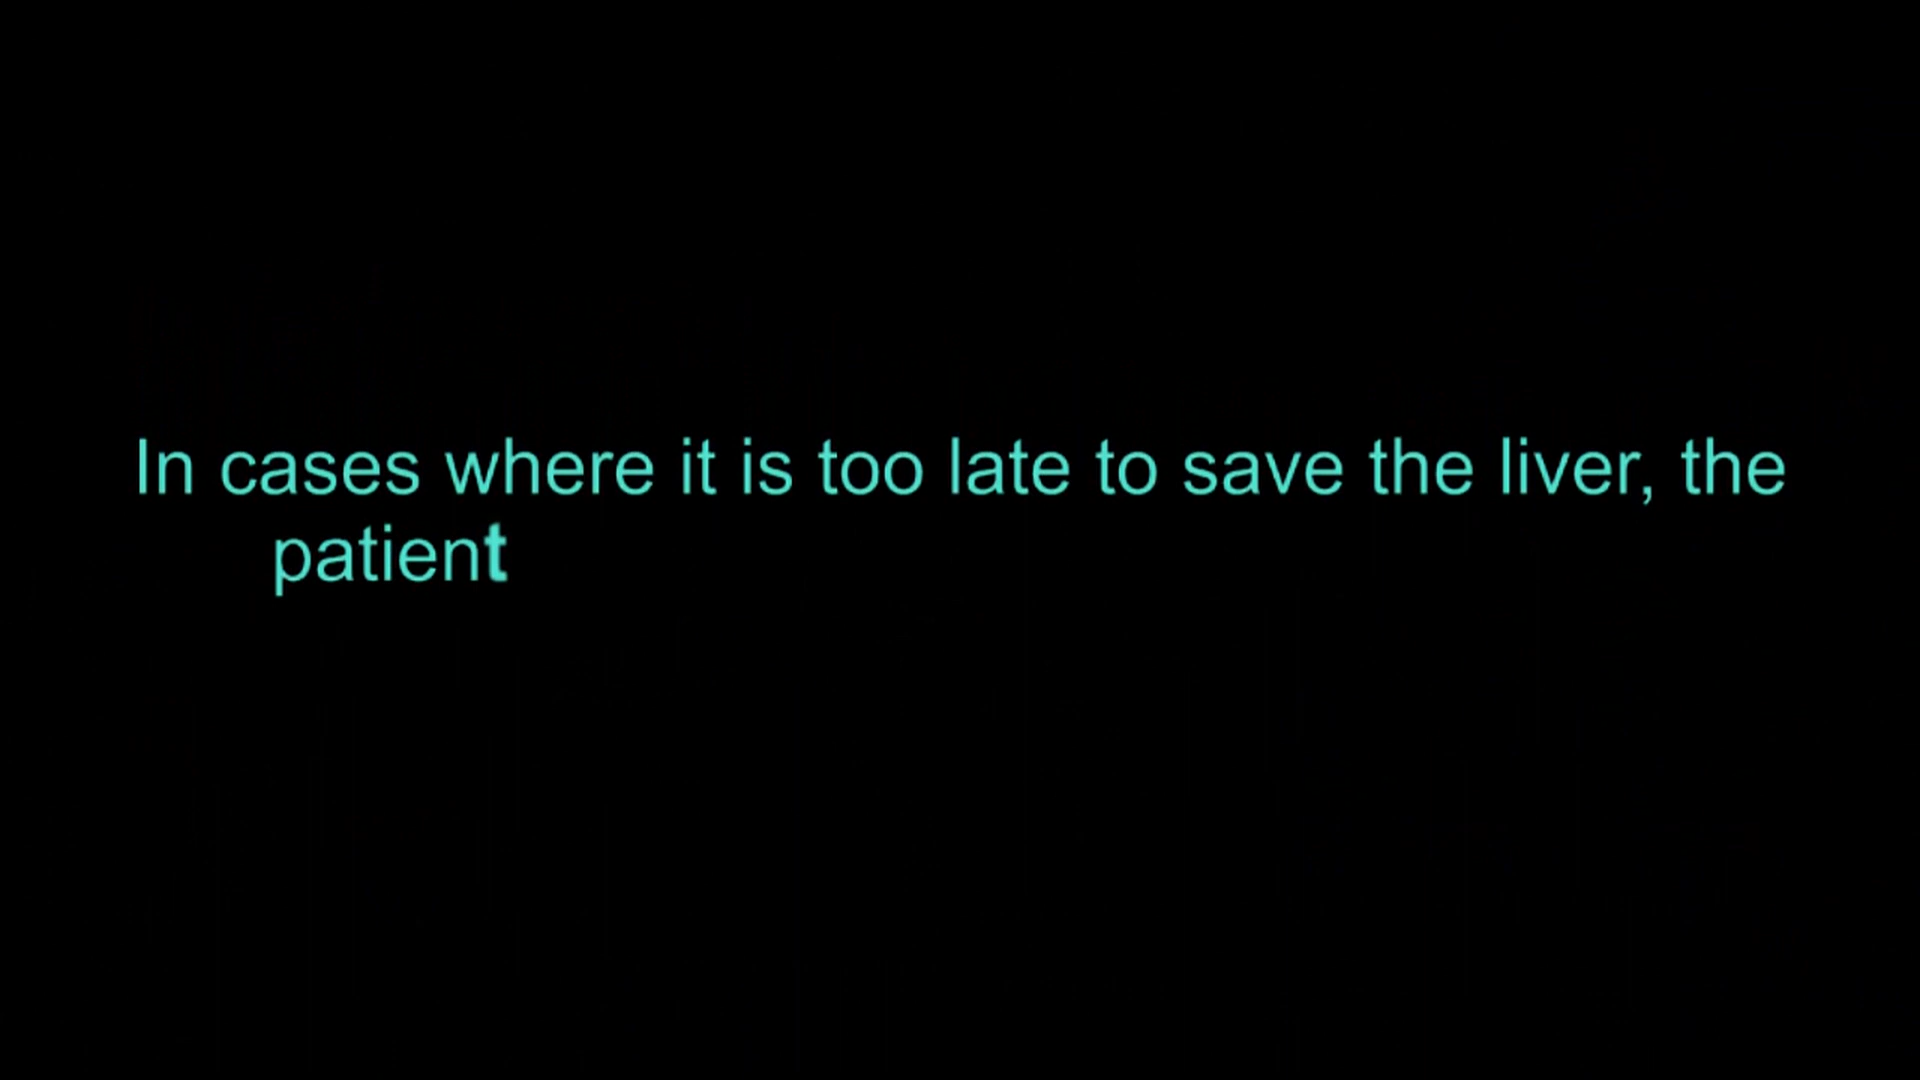 In cases where it is too late to save the liver, the
patient